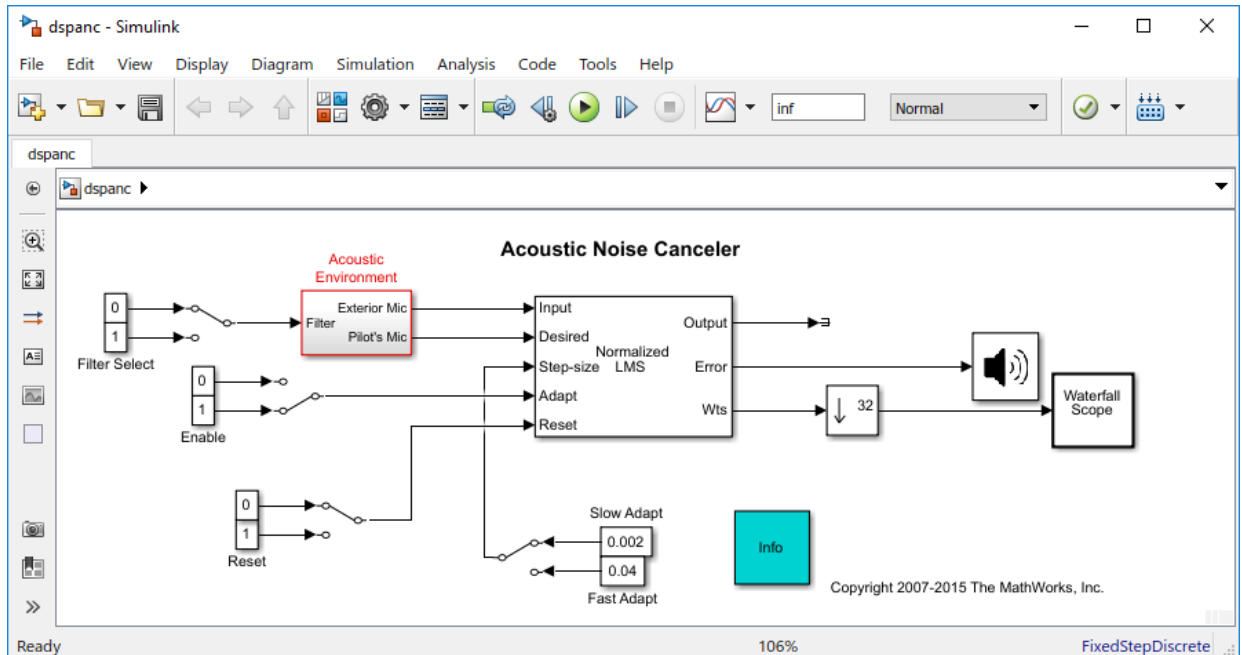 dspanc - Simulink
File Edit View Display Diagram Simulation Analysis Code Tools Help
inf Normal
dspanc
dspanc
Acoustic Noise Canceler
Acoustic
Environment
0
1
Filter Select
Filter
Exterior Mic
Pilot's Mic
0
1
Enable
Input
Desired
Step-size
Adapt
Reset
Normalized
LMS
Output
Error
Wts
32
Waterfall
Scope
0
1
Reset
Slow Adapt
0.002
0.04
Fast Adapt
Info
Copyright 2007-2015 The MathWorks, Inc.
Ready 106% FixedStepDiscrete